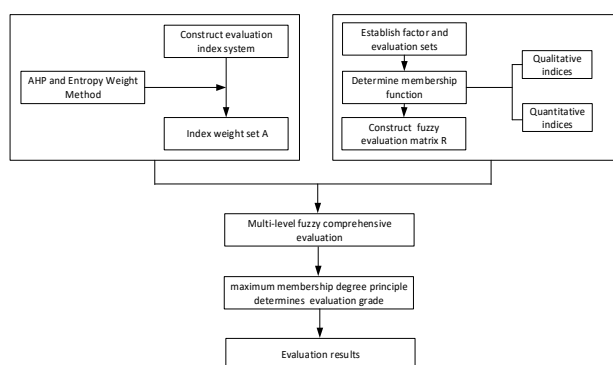 Construct evaluation
index system
AHP and Entropy Weight
Method
Index weight set A
Establish factor and
evaluation sets
Determine membership
function
Construct fuzzy
evaluation matrix R
Qualitative
indices
Quantitative
indices
Multi-level fuzzy comprehensive
evaluation
maximum membership degree principle
determines evaluation grade
Evaluation results